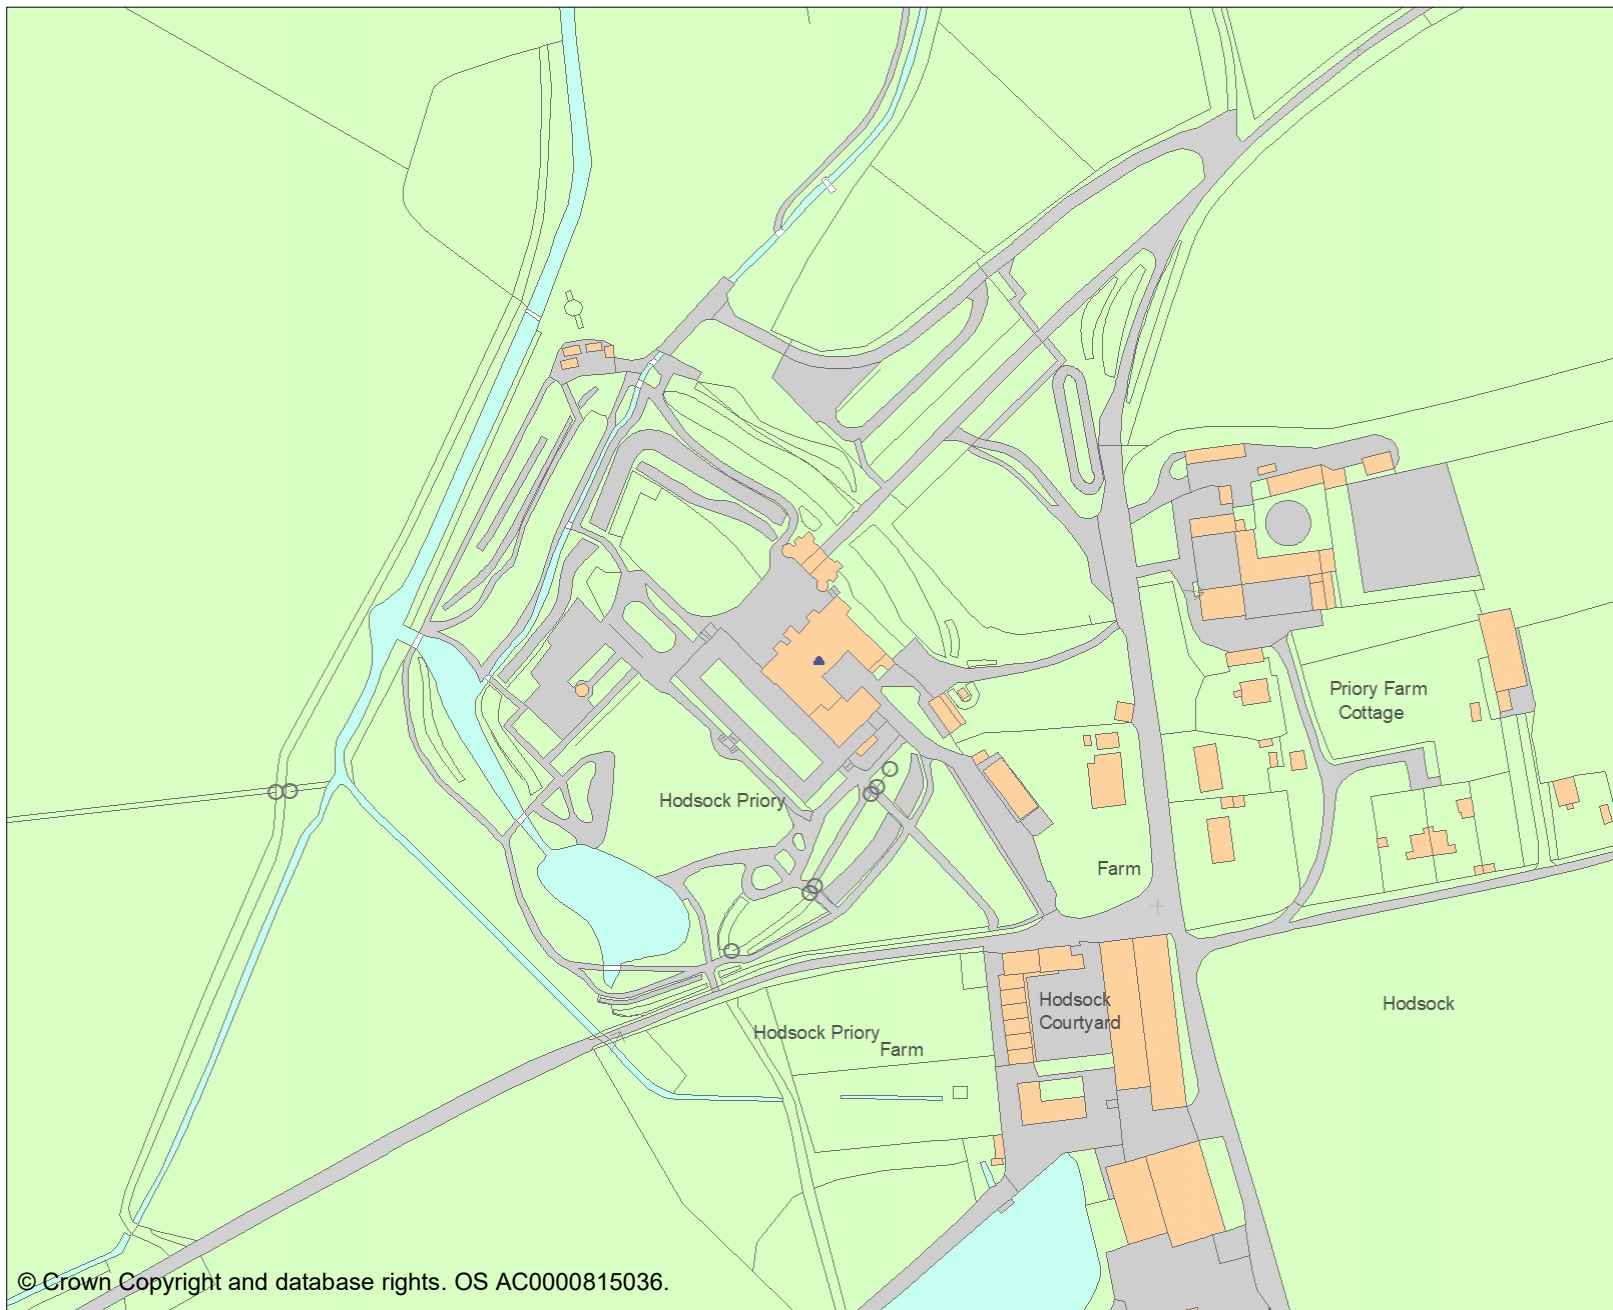 Priory Farm
Cottage
Hodsock Priory
Farm
Hodsock
Courtyard
Hodsock
Hodsock Priory
Farm
© Crown Copyright and database rights. OS AC0000815036.